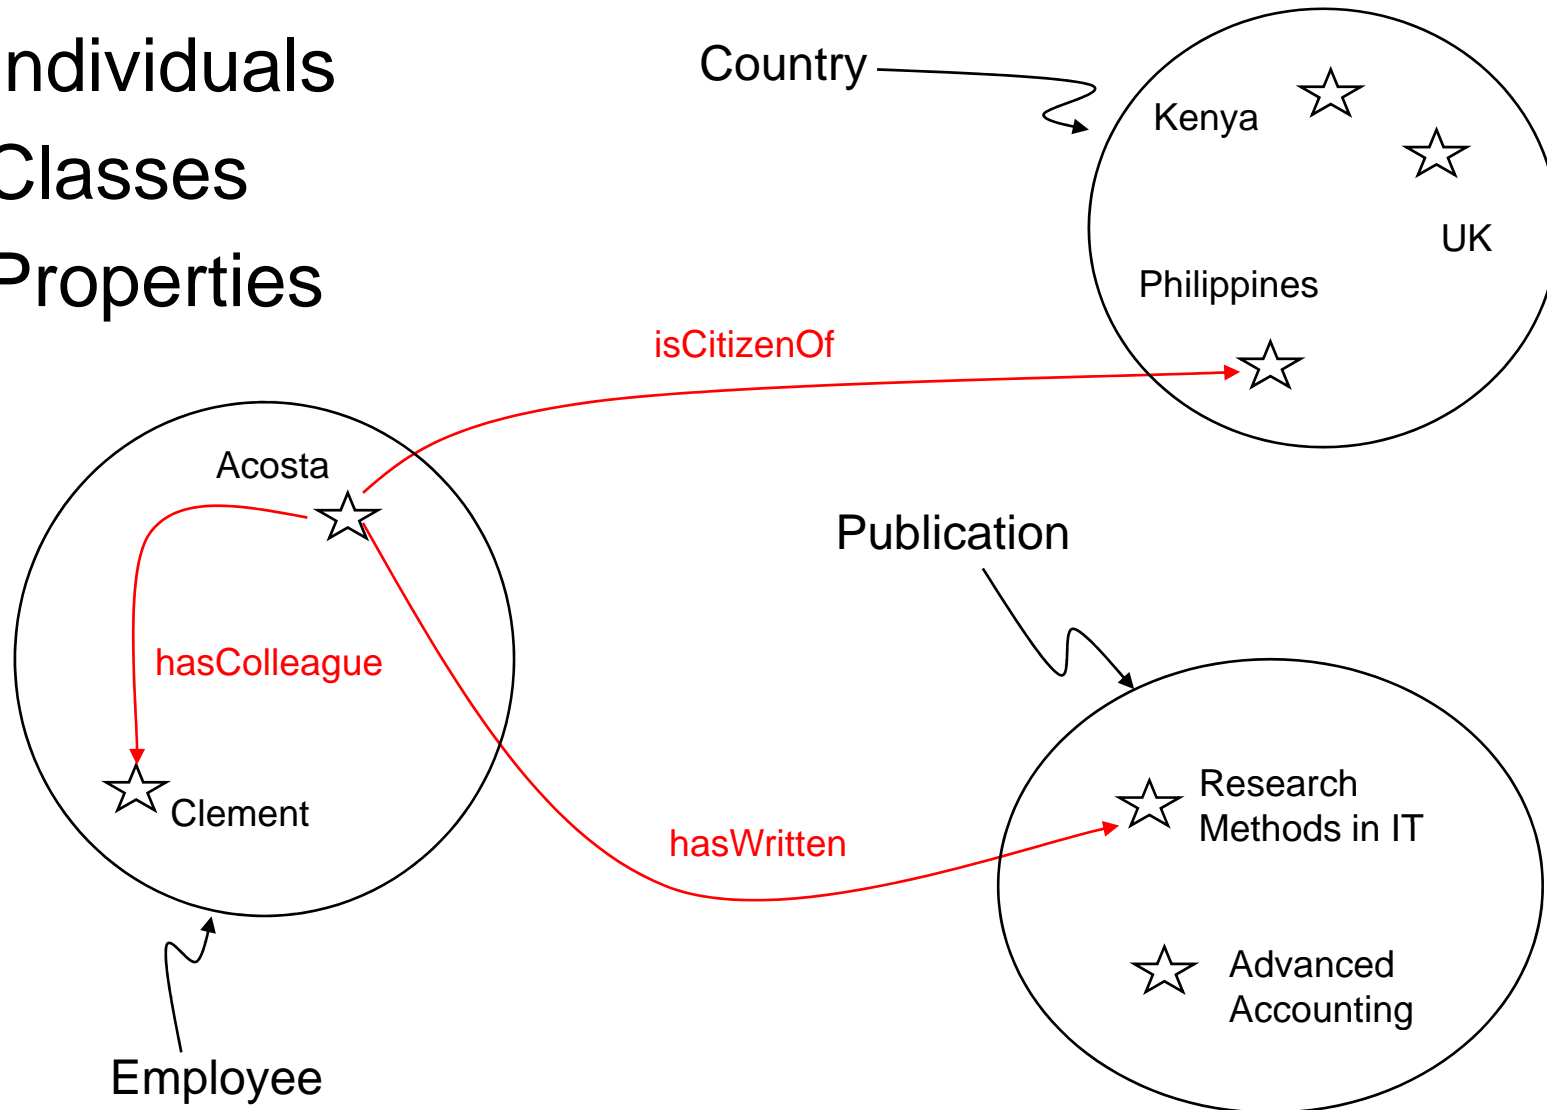 Individuals
Classes
Properties
Country
Kenya
UK
Philippines
isCitizenOf
Acosta
Publication
hasColleague
Clement
hasWritten
Research
Methods in IT
Advanced
Accounting
Employee